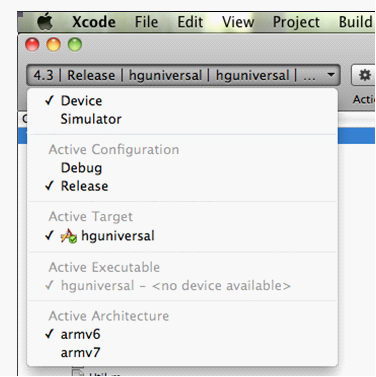 Xcode File Edit View Project Build
4.3 | Release | hguniversal | hguniversal | ...
Actio
✓ Device
Simulator
Active Configuration
Debug
✓ Release
Active Target
✓ hguniversal
Active Executable
✓ hguniversal – <no device available>
Active Architecture
✓ armv6
armv7